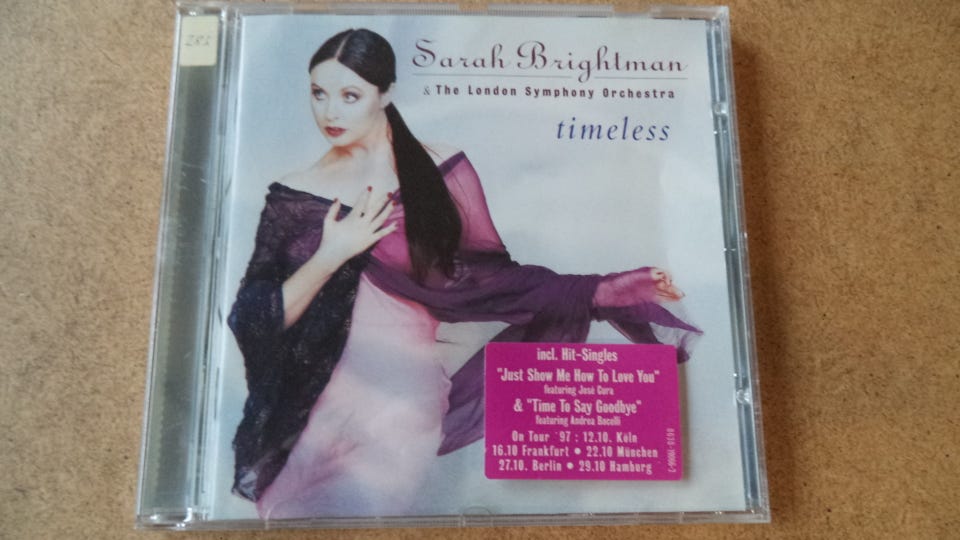 282
Sarah Brightman
& The London Symphony Orchestra
timeless
incl. Hit-Singles
"Just Show Me How To Love You"
featuring José Cura
& "Time To Say Goodbye"
featuring Andrea Bocelli
On Tour '97 : 12.10. Köln
16.10 Frankfurt • 22.10 München
27.10. Berlin • 29.10 Hamburg